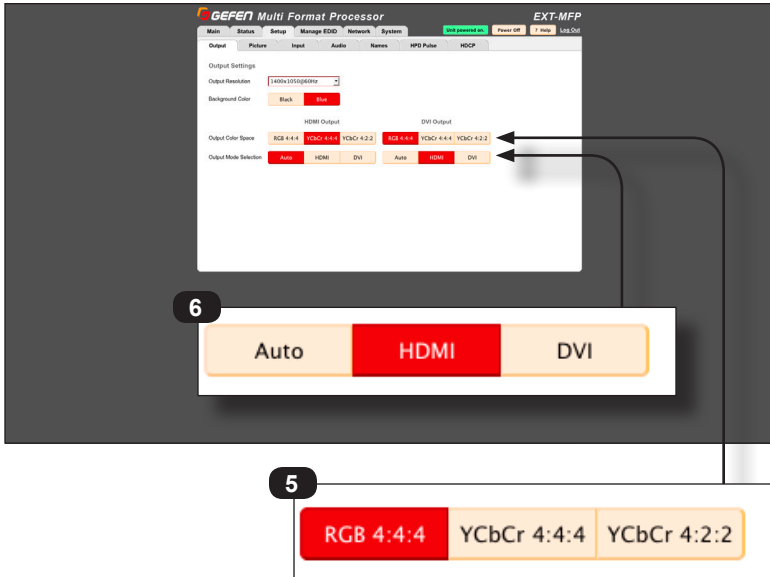 GEFEN Multi Format Processor EXT-MFP
Main Status Setup Manage EDID Network System Unit powered on. Power Off ? Help Log Out
Output Picture Input Audio Names HPD Pulse HDCP
Output Settings
Output Resolution 1400x1050@60Hz
Background Color Black Blue
HDMI Output DVI Output
Output Color Space RGB 4:4:4 YCbCr 4:4:4 YCbCr 4:2:2 RGB 4:4:4 YCbCr 4:4:4 YCbCr 4:2:2
Output Mode Selection Auto HDMI DVI Auto HDMI DVI
6
Auto HDMI DVI
5
RGB 4:4:4 YCbCr 4:4:4 YCbCr 4:2:2